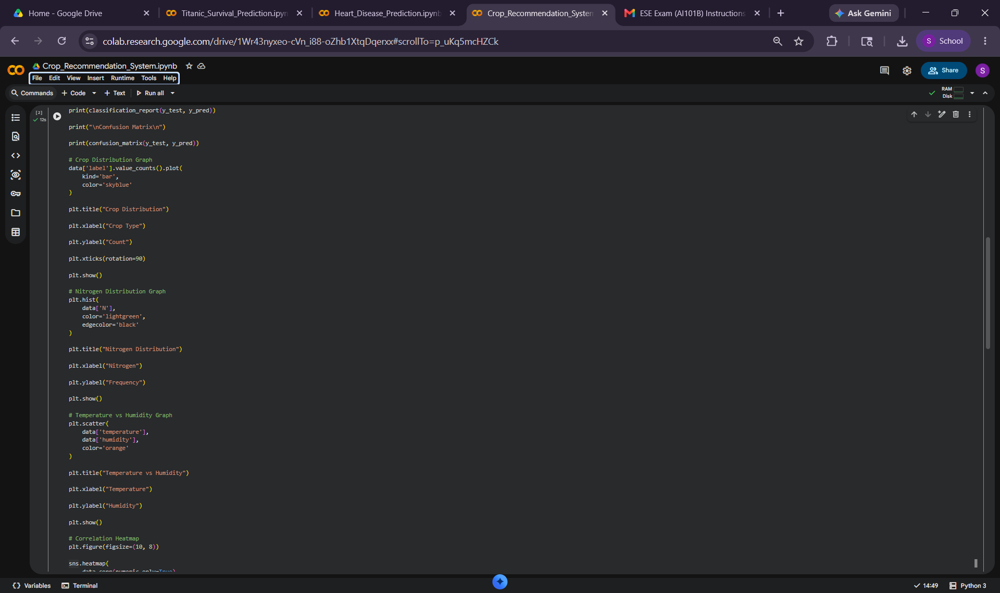 Home - Google Drive
Titanic_Survival_Prediction.ipyn
Heart_Disease_Prediction.ipynb
Crop_Recommendation_System
ESE Exam (AI101B) Instructions
Ask Gemini
colab.research.google.com/drive/1Wr43nyxeo-cVn_i88-oZhb1XtqDqerxx#scrollTo=p_uKq5mcHZCk
S School
CO Crop_Recommendation_System.ipynb
File Edit View Insert Runtime Tools Help
Share
S
Commands + Code + Text Run all
RAM
Disk
[2]
12s
print(classification_report(y_test, y_pred))
print("\nConfusion Matrix\n")
print(confusion_matrix(y_test, y_pred))
# Crop Distribution Graph
data['label'].value_counts().plot(
    kind='bar',
    color='skyblue'
)
plt.title("Crop Distribution")
plt.xlabel("Crop Type")
plt.ylabel("Count")
plt.xticks(rotation=90)
plt.show()
# Nitrogen Distribution Graph
plt.hist(
    data['N'],
    color='lightgreen',
    edgecolor='black'
)
plt.title("Nitrogen Distribution")
plt.xlabel("Nitrogen")
plt.ylabel("Frequency")
plt.show()
# Temperature vs Humidity Graph
plt.scatter(
    data['temperature'],
    data['humidity'],
    color='orange'
)
plt.title("Temperature vs Humidity")
plt.xlabel("Temperature")
plt.ylabel("Humidity")
plt.show()
# Correlation Heatmap
plt.figure(figsize=(10, 8))
sns.heatmap(
    data.corr(numeric_only=True)
Variables Terminal
14:49 Python 3